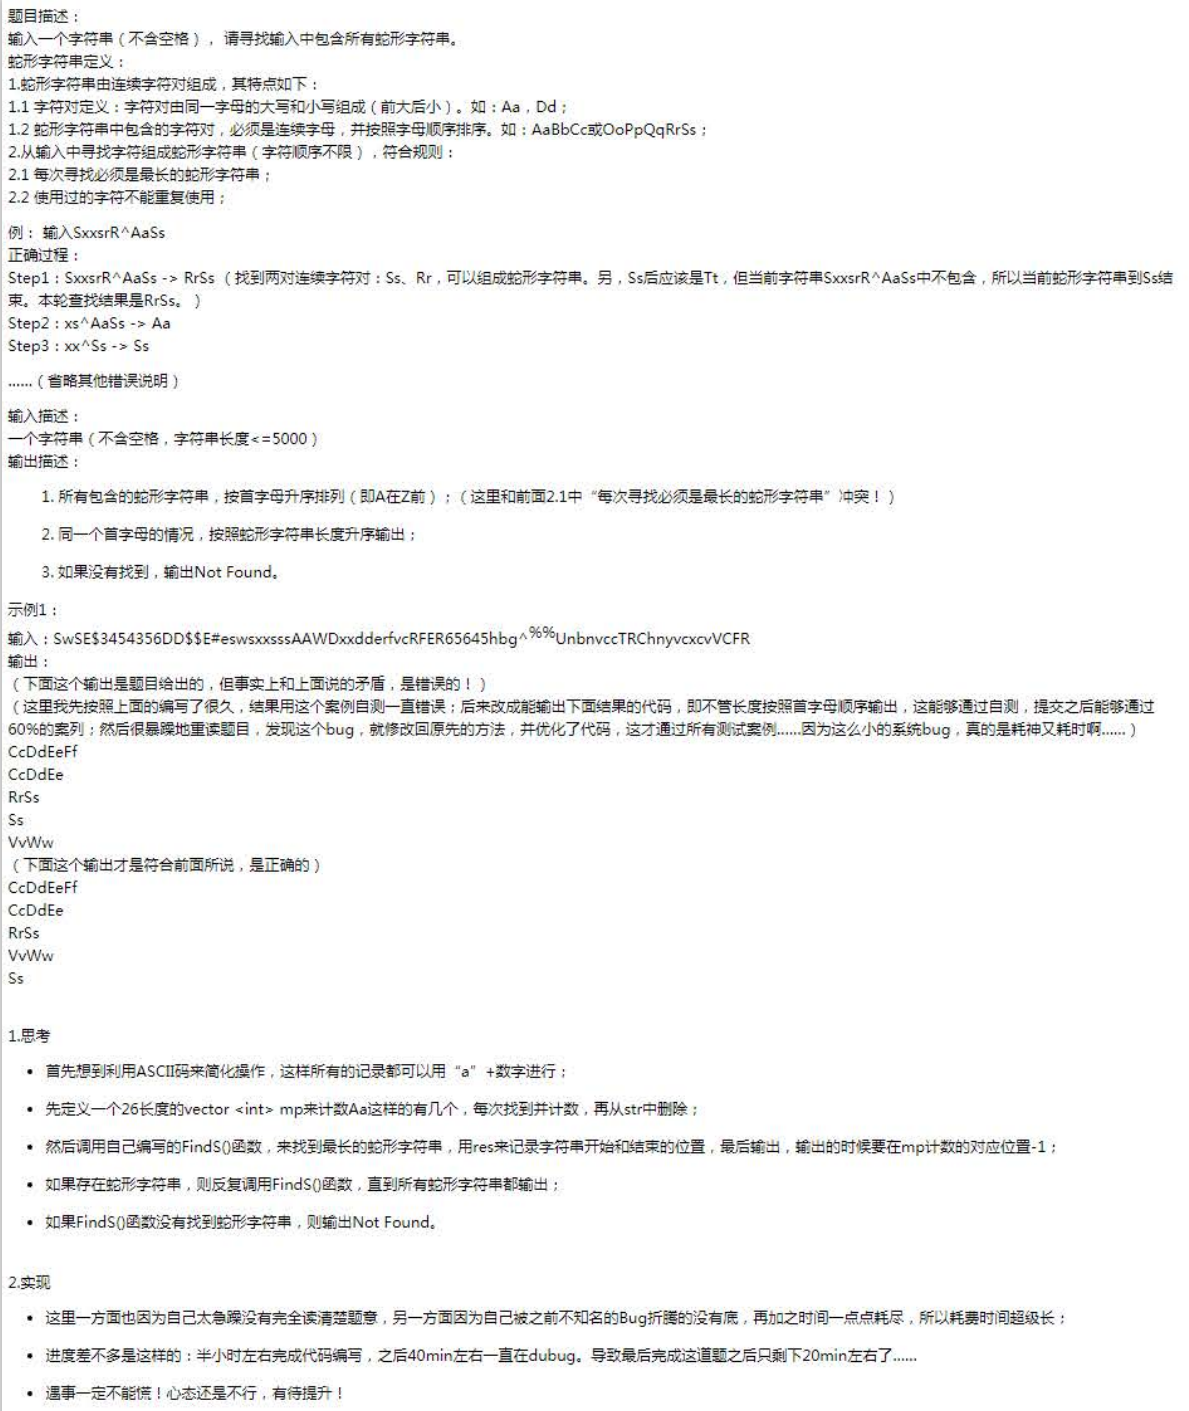 题目描述：
输入一个字符串（不含空格）， 请寻找输入中包含所有蛇形字符串。
蛇形字符串定义：
1.蛇形字符串由连续字符对组成，其特点如下：
1.1 字符对定义：字符对由同一字母的大写和小写组成（前大后小）。如：Aa，Dd；
1.2 蛇形字符串中包含的字符对，必须是连续字母，并按照字母顺序排序。如：AaBbCc或OoPpQqRrSs；
2.从输入中寻找字符组成蛇形字符串（字符顺序不限），符合规则：
2.1 每次寻找必须是最长的蛇形字符串；
2.2 使用过的字符不能重复使用；
例： 输入SxxsrR^AaSs
正确过程：
Step1：SxxsrR^AaSs -> RrSs （找到两对连续字符对：Ss、Rr，可以组成蛇形字符串。另，Ss后应该是Tt，但当前字符串SxxsrR^AaSs中不包含，所以当前蛇形字符串到Ss结
束。本轮查找结果是RrSs。）
Step2：xs^AaSs -> Aa
Step3：xx^Ss -> Ss
......（省略其他错误说明）
输入描述：
一个字符串（不含空格，字符串长度<=5000）
输出描述：
1. 所有包含的蛇形字符串，按首字母升序排列（即A在Z前）；（这里和前面2.1中“每次寻找必须是最长的蛇形字符串”冲突！）
2. 同一个首字母的情况，按照蛇形字符串长度升序输出；
3. 如果没有找到，输出Not Found。
示例1：
输入：SwSE$3454356DD$$E#eswsxxsssAAWDxxdderfvcRFER65645hbg^%%UnbnvccTRChnyvcxcvVCFR
输出：
（下面这个输出是题目给出的，但事实上和上面说的矛盾，是错误的！）
（这里我先按照上面的编写了很久，结果用这个案例自测一直错误；后来改成能输出下面结果的代码，即不管长度按照首字母顺序输出，这能够通过自测，提交之后能够通过
60%的案列；然后很暴躁地重读题目，发现这个bug，就修改回原先的方法，并优化了代码，这才通过所有测试案例......因为这么小的系统bug，真的是耗神又耗时啊......）
CcDdEeFf
CcDdEe
RrSs
Ss
VvWw
（下面这个输出才是符合前面所说，是正确的）
CcDdEeFf
CcDdEe
RrSs
VvWw
Ss
1.思考
• 首先想到利用ASCII码来简化操作，这样所有的记录都可以用“a”+数字进行；
• 先定义一个26长度的vector <int> mp来计数Aa这样的有几个，每次找到并计数，再从str中删除；
• 然后调用自己编写的FindS()函数，来找到最长的蛇形字符串，用res来记录字符串开始和结束的位置，最后输出，输出的时候要在mp计数的对应位置-1；
• 如果存在蛇形字符串，则反复调用FindS()函数，直到所有蛇形字符串都输出；
• 如果FindS()函数没有找到蛇形字符串，则输出Not Found。
2.实现
• 这里一方面也因为自己太急躁没有完全读清楚题意，另一方面因为自己被之前不知名的Bug折腾的没有底，再加之时间一点点耗尽，所以耗费时间超级长；
• 进度差不多是这样的：半小时左右完成代码编写，之后40min左右一直在dubug。导致最后完成这道题之后只剩下20min左右了......
• 遇事一定不能慌！心态还是不行，有待提升！